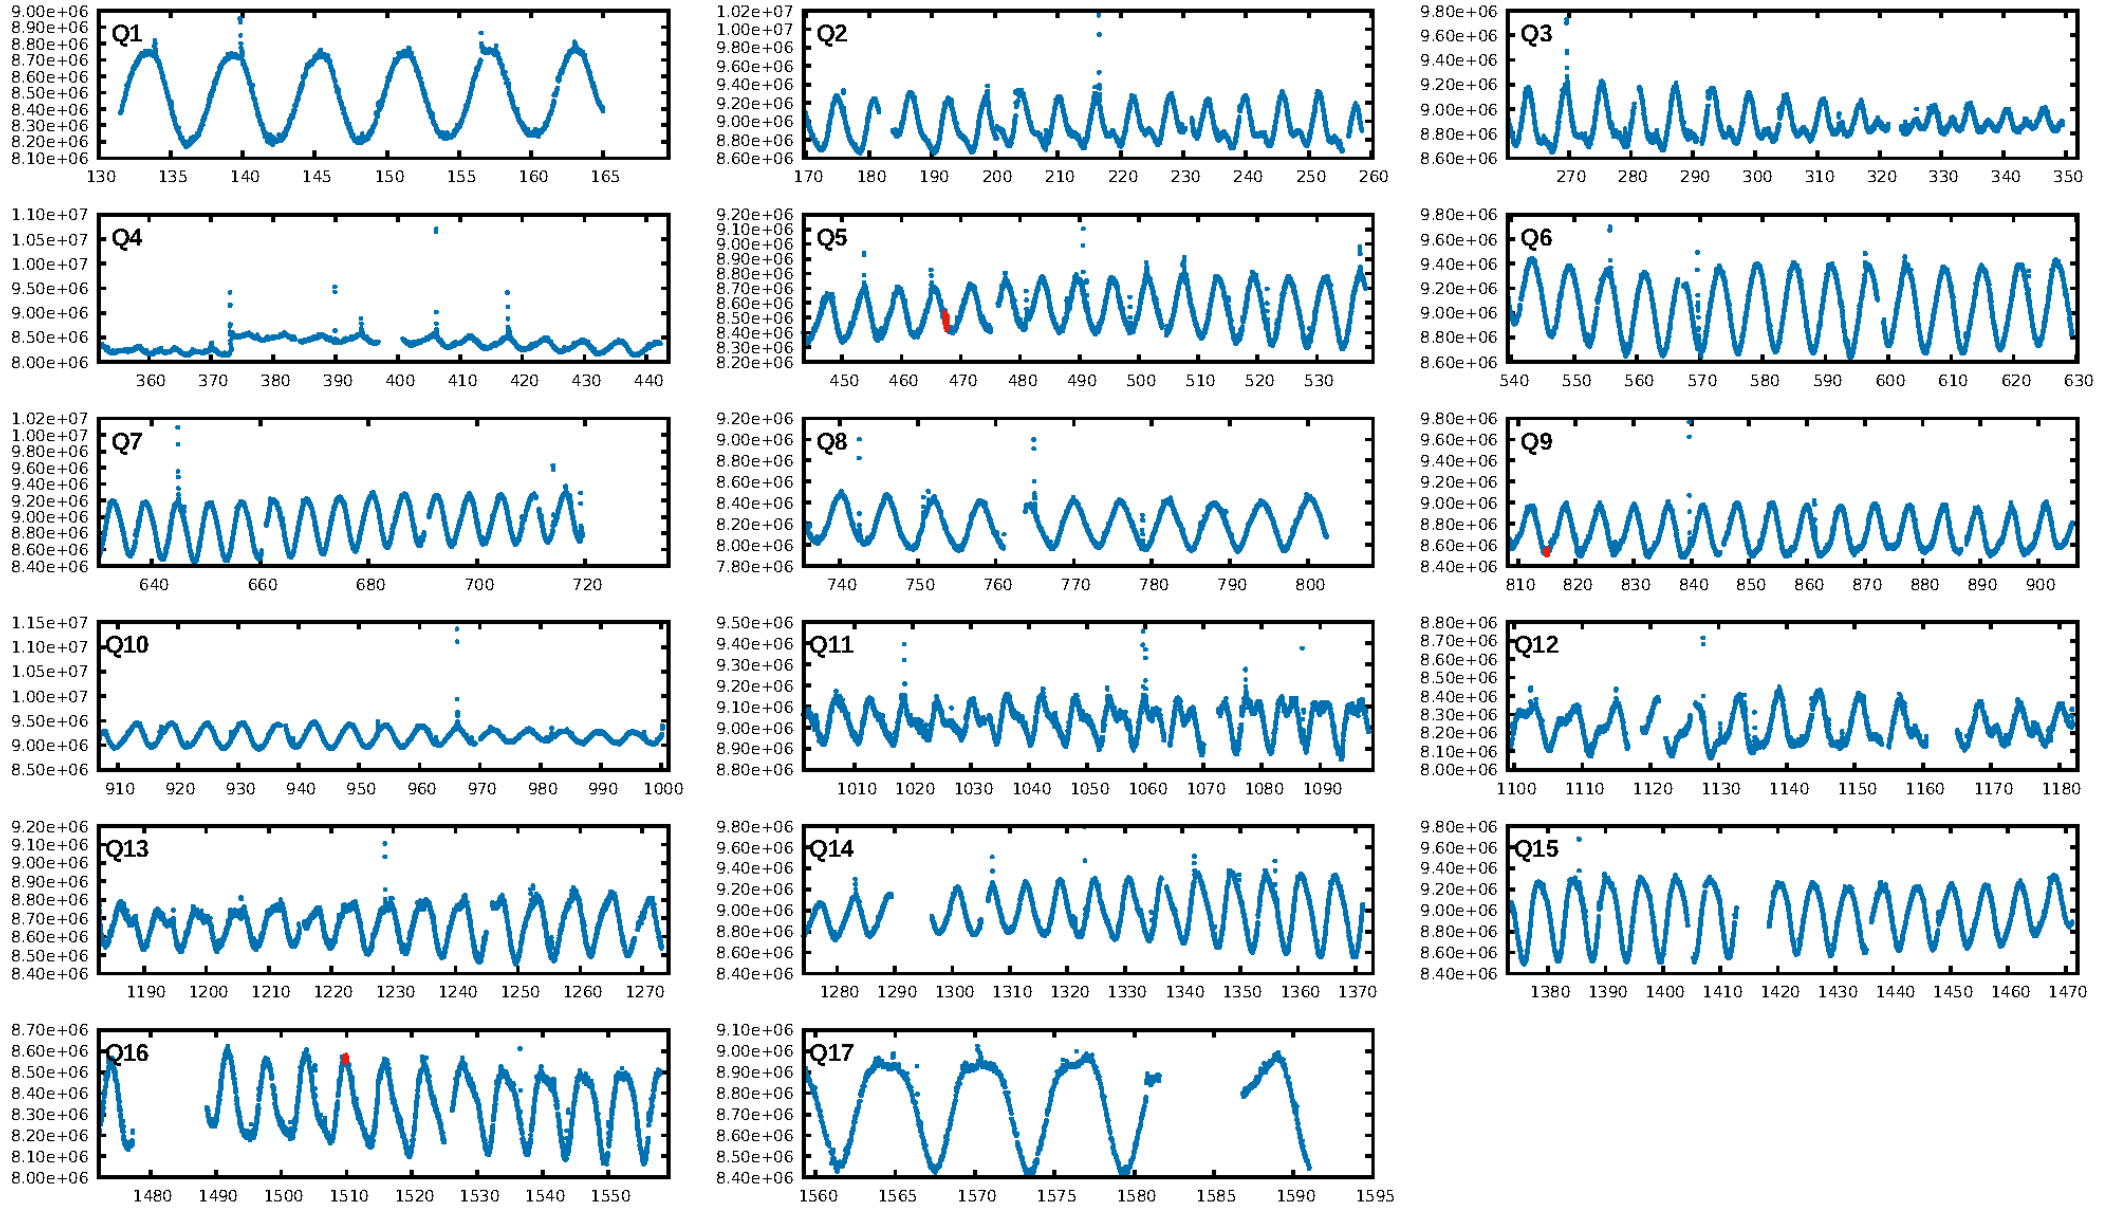 9.00e+06 8.90e+06 8.80e+06 8.70e+06 8.60e+06 8.50e+06 8.40e+06 8.30e+06 8.20e+06 8.10e+06
Q1
130 135 140 145 150 155 160 165
1.02e+07 1.00e+07 9.80e+06 9.60e+06 9.40e+06 9.20e+06 9.00e+06 8.80e+06 8.60e+06
Q2
170 180 190 200 210 220 230 240 250 260
9.80e+06 9.60e+06 9.40e+06 9.20e+06 9.00e+06 8.80e+06 8.60e+06
Q3
270 280 290 300 310 320 330 340 350
1.10e+07 1.05e+07 1.00e+07 9.50e+06 9.00e+06 8.50e+06 8.00e+06
Q4
360 370 380 390 400 410 420 430 440
9.20e+06 9.10e+06 9.00e+06 8.90e+06 8.80e+06 8.70e+06 8.60e+06 8.50e+06 8.40e+06 8.30e+06 8.20e+06
Q5
450 460 470 480 490 500 510 520 530
9.80e+06 9.60e+06 9.40e+06 9.20e+06 9.00e+06 8.80e+06 8.60e+06
Q6
540 550 560 570 580 590 600 610 620 630
1.02e+07 1.00e+07 9.80e+06 9.60e+06 9.40e+06 9.20e+06 9.00e+06 8.80e+06 8.60e+06 8.40e+06
Q7
640 660 680 700 720
9.20e+06 9.00e+06 8.80e+06 8.60e+06 8.40e+06 8.20e+06 8.00e+06 7.80e+06
Q8
740 750 760 770 780 790 800
9.80e+06 9.60e+06 9.40e+06 9.20e+06 9.00e+06 8.80e+06 8.60e+06 8.40e+06
Q9
810 820 830 840 850 860 870 880 890 900
1.15e+07 1.10e+07 1.05e+07 1.00e+07 9.50e+06 9.00e+06 8.50e+06
Q10
910 920 930 940 950 960 970 980 990 1000
9.50e+06 9.40e+06 9.30e+06 9.20e+06 9.10e+06 9.00e+06 8.90e+06 8.80e+06
Q11
1010 1020 1030 1040 1050 1060 1070 1080 1090
8.80e+06 8.70e+06 8.60e+06 8.50e+06 8.40e+06 8.30e+06 8.20e+06 8.10e+06 8.00e+06
Q12
1100 1110 1120 1130 1140 1150 1160 1170 1180
9.20e+06 9.10e+06 9.00e+06 8.90e+06 8.80e+06 8.70e+06 8.60e+06 8.50e+06 8.40e+06
Q13
1190 1200 1210 1220 1230 1240 1250 1260 1270
9.80e+06 9.60e+06 9.40e+06 9.20e+06 9.00e+06 8.80e+06 8.60e+06 8.40e+06
Q14
1280 1290 1300 1310 1320 1330 1340 1350 1360 1370
9.80e+06 9.60e+06 9.40e+06 9.20e+06 9.00e+06 8.80e+06 8.60e+06 8.40e+06
Q15
1380 1390 1400 1410 1420 1430 1440 1450 1460 1470
8.70e+06 8.60e+06 8.50e+06 8.40e+06 8.30e+06 8.20e+06 8.10e+06 8.00e+06
Q16
1480 1490 1500 1510 1520 1530 1540 1550
9.10e+06 9.00e+06 8.90e+06 8.80e+06 8.70e+06 8.60e+06 8.50e+06 8.40e+06
Q17
1560 1565 1570 1575 1580 1585 1590 1595